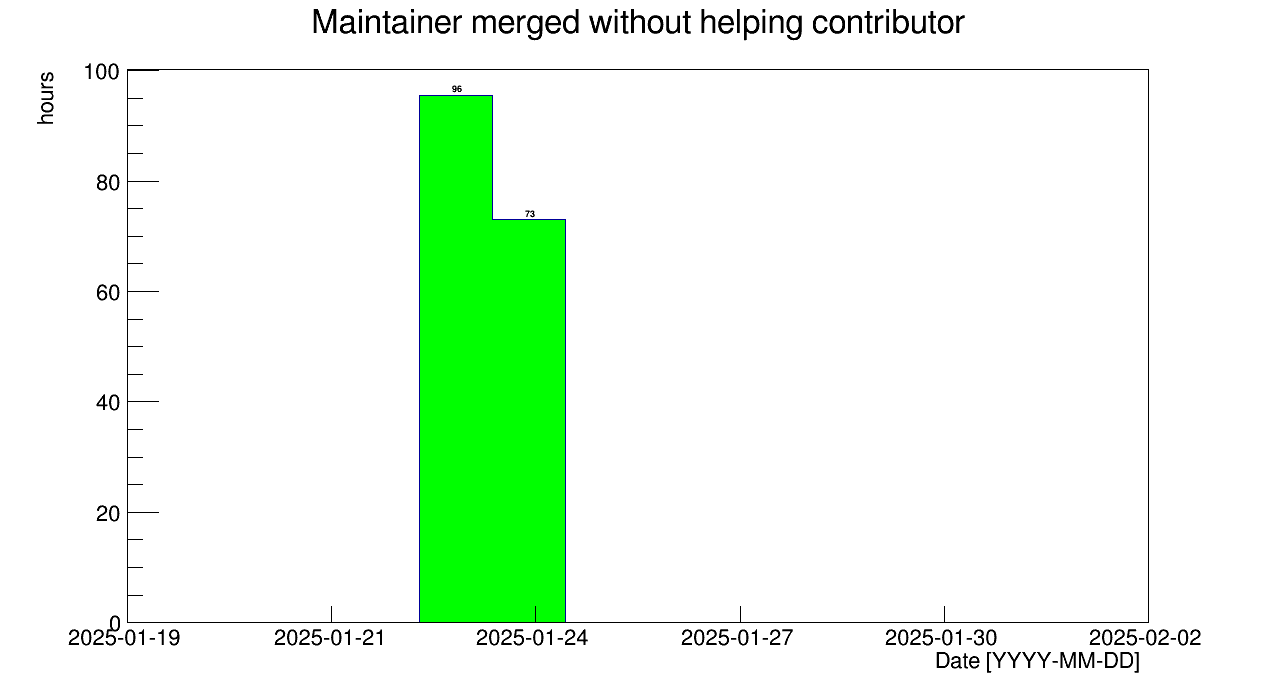 Maintainer merged without helping contributor
hours
100
80
60
40
20
0
96
73
2025-01-19 2025-01-21 2025-01-24 2025-01-27 2025-01-30 2025-02-02
Date [YYYY-MM-DD]